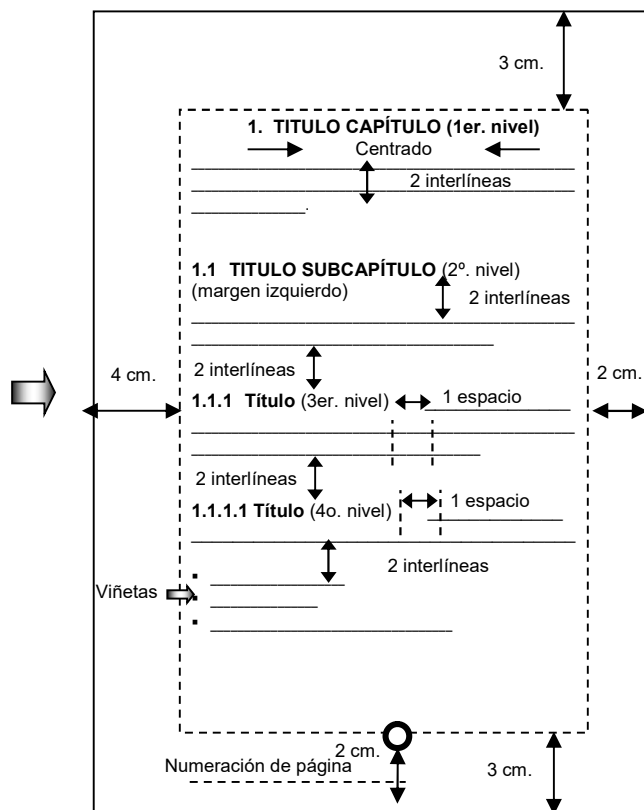 3 cm.
1. TITULO CAPÍTULO (1er. nivel)
Centrado
2 interlíneas
1.1 TITULO SUBCAPÍTULO (2º. nivel)
(margen izquierdo)
2 interlíneas
2 interlíneas
4 cm.
2 cm.
1.1.1 Título (3er. nivel)
1 espacio
2 interlíneas
1.1.1.1 Título (4o. nivel)
1 espacio
2 interlíneas
Viñetas
2 cm.
Numeración de página
3 cm.